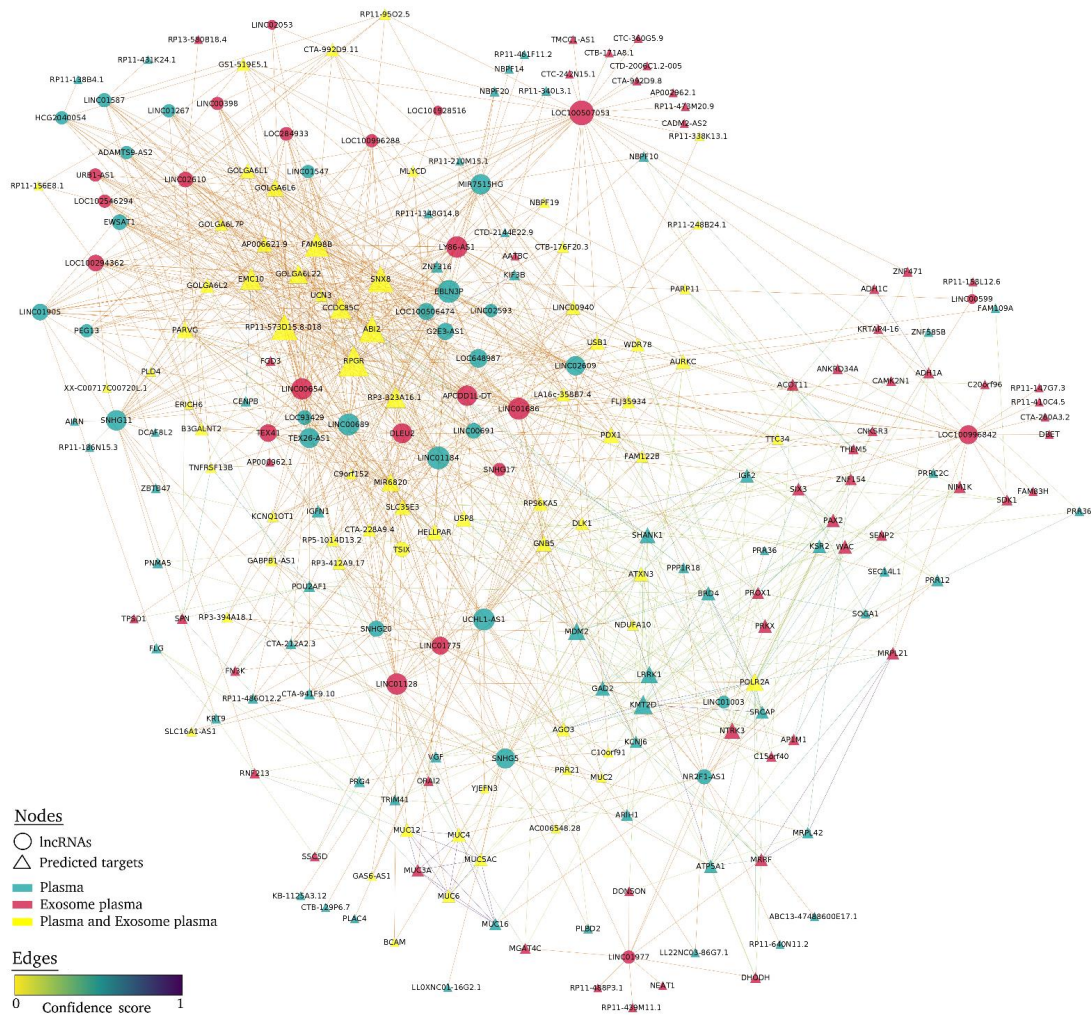 RP11-95O2.5
LINC02053
RP13-580B18.4
CTA-992D9.11
TMCC1-AS1
CTC-360G5.9
RP11-461F11.2
CTB-171A8.1
RP11-431K24.1
GS1-519E5.1
NBPF14
CTD-2006C1.2-005
RP11-138B4.1
CTC-242N15.1
CTA-992D9.8
NBPF20
RP11-340L3.1
AP002962.1
LINC01587
LINC01267
LINC00398
LOC101928516
LOC100507053
RP11-473M20.9
HCG2040054
CADM2-AS2
LOC284933
LOC100996288
RP11-338K13.1
ADAMTS9-AS2
NBPF10
RP11-210M15.1
GOLGA6L1
LINC01547
MLYCD
URB1-AS1
LINC02610
MIR7515HG
RP11-156E8.1
GOLGA6L6
LOC102546294
NBPF19
RP11-1348G14.8
EWSAT1
GOLGA6L7P
RP11-248B24.1
CTD-2144E22.9
AP006621.9
FAM98B
LY86-AS1
CTB-176F20.3
AATBC
LOC100294362
ZNF216
KIF3B
ZNF471
EMC10
GOLGA6L22
SNX8
RP11-153L12.6
GOLGA6L2
UCN3
EBLN3P
PARP11
ADH1C
LINC00599
LINC01905
CCDC85C
LOC100506474
LINC02593
LINC00940
FAM109A
PEG13
PARVG
RP11-573D15.8-018
ABI2
G2E3-AS1
KRTAP4-16
ZNF585B
USB1
WDR78
FGD3
RPGR
LOC648987
LINC02609
AURKC
PLD4
ANKRD34A
ADH1A
XX-C00717C00720L.1
LINC00654
RP3-323A16.1
APCDD1L-DT
LA16c-358B7.4
ACOT11
CAMK2N1
C20orf96
RP11-147G7.3
ERICH6
CENPB
LINC01686
FLJ35934
RP11-410C4.5
AIRN
SNHG11
LOC93429
LINC00689
CTA-280A3.2
DCAF8L2
B3GALNT2
TEX41
TEX26-AS1
DLEU2
LINC00691
PDX1
TTC34
CNKSR3
LOC100996842
DBET
RP11-186N15.3
THEM5
AP000962.1
LINC01184
FAM122B
TNFRSF13B
C9orf152
SNHG17
IGF2
ZNF154
PRRC2C
ZBTB47
MIR6820
SIX3
NIM1K
FAM83H
KCNQ1OT1
IGFN1
SLC35E3
RPS6KA5
SDK1
USP8
DLK1
PAX2
CTA-228A9.4
HELLPAR
SHANK1
SENP2
RP5-1014D13.2
TSIX
GNB5
PRR36
KSR2
WAC
PNMA5
GABPB1-AS1
RP3-412A9.17
ATXN3
PPP1R18
SEC14L1
PRR12
POU2AF1
BRD4
PROX1
SOGA1
TPSD1
SPN
RP3-394A18.1
UCHL1-AS1
NDUFA10
PRKX
SNHG20
MDM2
FLG
CTA-212A2.3
LINC01775
MRPL21
FN3K
LRRK1
LINC01128
GAD2
POLR2A
RP11-486O12.2
CTA-941F9.10
KMT2D
LINC01003
SRCAP
KRT9
SLC16A1-AS1
AGO3
NTRK3
KCNJ6
AP1M1
C10orf91
C15orf40
VGF
SNHG5
RNF213
PRR21
MUC2
NR2F1-AS1
PRG4
ORAI2
YJEFN3
TRIM41
ARIH1
MUC12
MUC4
AC006548.28
MRPL42
SSC5D
MUC5AC
MRRF
MUC3A
ATP5A1
GAS6-AS1
KB-1125A3.12
MUC6
DONSON
CTB-129P6.7
PLAC4
MUC16
ABC13-47488600E17.1
PLBD2
BCAM
MGAT4C
LL22NC03-86G7.1
RP11-640N11.2
LINC01977
LL0XNC01-16G2.1
RP11-488P3.1
NEAT1
DHODH
RP11-439M11.1
Nodes
lncRNAs
Predicted targets
Plasma
Exosome plasma
Plasma and Exosome plasma
Edges
0
1
Confidence score